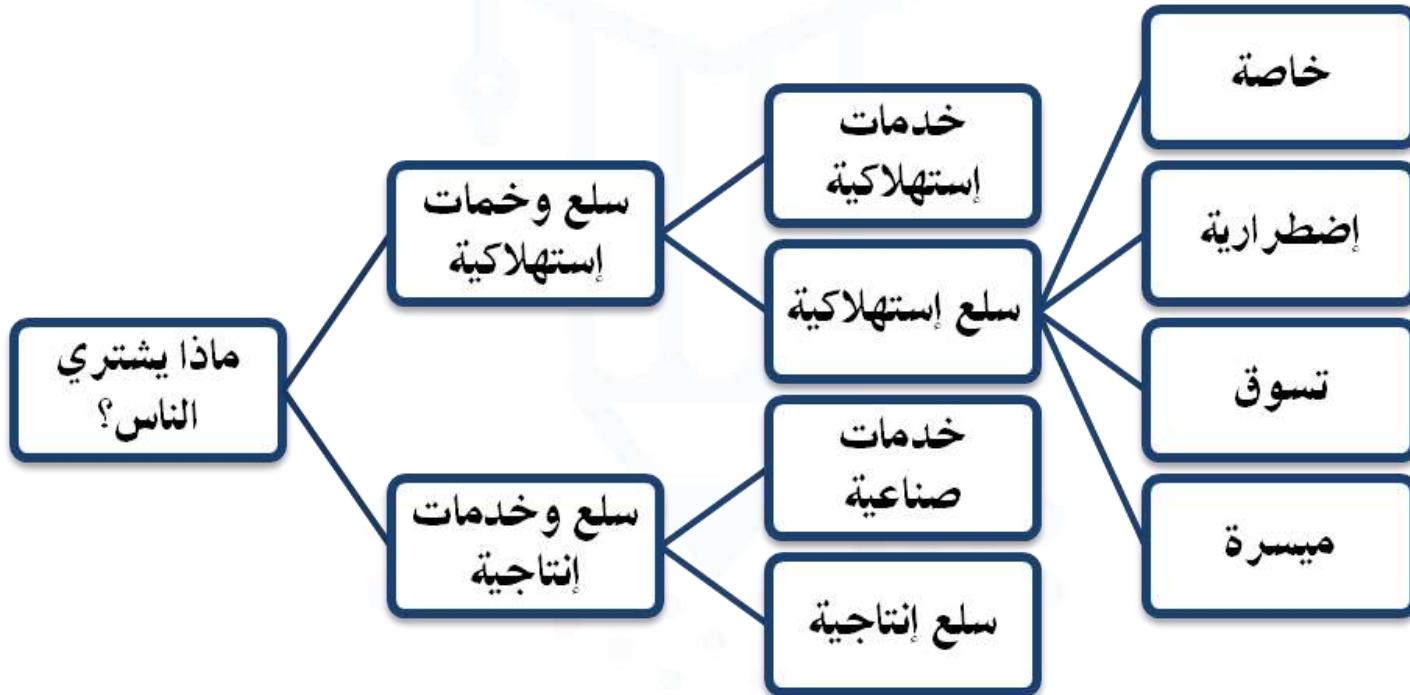 ماذا يشتري
الناس؟
سلع وخمات
إستهلاكية
سلع وخدمات
إنتاجية
خدمات
إستهلاكية
سلع إستهلاكية
خدمات
صناعية
سلع إنتاجية
خاصة
إضطرارية
تسوق
ميسرة